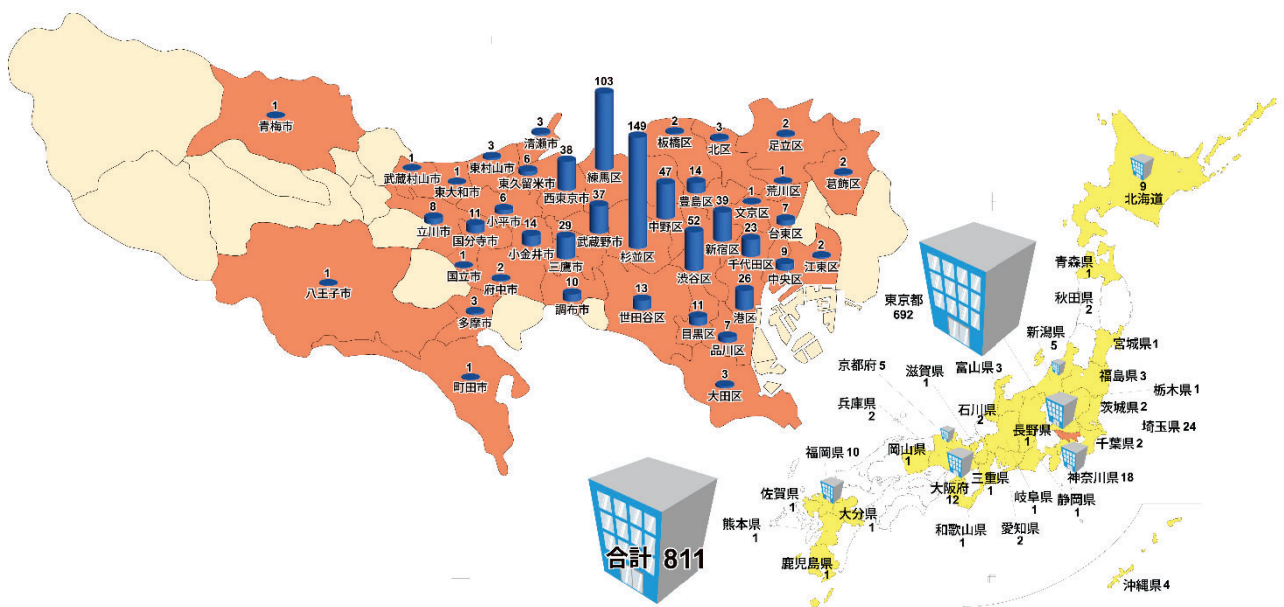 1
青梅市
1
武蔵村山市
1
東大和市
3
東村山市
3
清瀬市
6
東久留米市
38
西東京市
103
練馬区
149
杉並区
2
板橋区
3
北区
2
足立区
2
葛飾区
1
荒川区
14
豊島区
47
中野区
37
武蔵野市
6
小平市
8
立川市
11
国分寺市
14
小金井市
29
三鷹市
52
渋谷区
39
新宿区
1
文京区
7
台東区
23
千代田区
9
中央区
2
江東区
26
港区
1
国立市
2
府中市
10
調布市
13
世田谷区
11
目黒区
7
品川区
3
大田区
1
八王子市
3
多摩市
1
町田市
9
北海道
青森県
1
秋田県
2
東京都
692
新潟県
5
宮城県1
富山県3
福島県3
栃木県1
京都府5
滋賀県
1
兵庫県
2
石川県
2
茨城県2
埼玉県24
長野県
1
千葉県2
神奈川県18
福岡県10
岡山県
1
大阪府
12
三重県
1
岐阜県
1
静岡県
1
佐賀県
1
大分県
1
和歌山県
1
愛知県
2
熊本県
1
鹿児島県
1
沖縄県4
合計 811